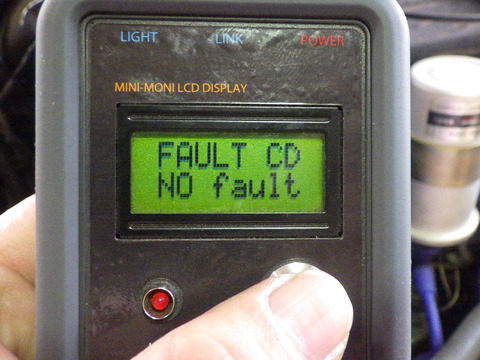 LIGHT LINK POWER
MINI-MONI LCD DISPLAY
FAULT CD
NO fault